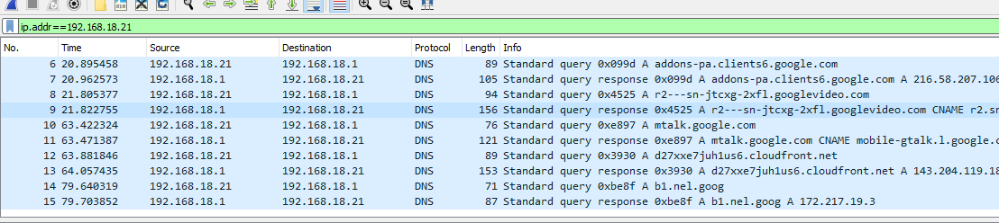 ip.addr==192.168.18.21
No. Time Source Destination Protocol Length Info
6 20.895458 192.168.18.21 192.168.18.1 DNS 89 Standard query 0x099d A addons-pa.clients6.google.com
7 20.962573 192.168.18.1 192.168.18.21 DNS 105 Standard query response 0x099d A addons-pa.clients6.google.com A 216.58.207.106
8 21.805377 192.168.18.21 192.168.18.1 DNS 94 Standard query 0x4525 A r2---sn-jtcxg-2xfl.googlevideo.com
9 21.822755 192.168.18.1 192.168.18.21 DNS 156 Standard query response 0x4525 A r2---sn-jtcxg-2xfl.googlevideo.com CNAME r2.sn
10 63.422324 192.168.18.21 192.168.18.1 DNS 76 Standard query 0xe897 A mtalk.google.com
11 63.471387 192.168.18.1 192.168.18.21 DNS 121 Standard query response 0xe897 A mtalk.google.com CNAME mobile-gtalk.l.google.c
12 63.881846 192.168.18.21 192.168.18.1 DNS 89 Standard query 0x3930 A d27xxe7juh1us6.cloudfront.net
13 64.057435 192.168.18.1 192.168.18.21 DNS 153 Standard query response 0x3930 A d27xxe7juh1us6.cloudfront.net A 143.204.119.18
14 79.640319 192.168.18.21 192.168.18.1 DNS 71 Standard query 0xbe8f A b1.nel.goog
15 79.703852 192.168.18.1 192.168.18.21 DNS 87 Standard query response 0xbe8f A b1.nel.goog A 172.217.19.3